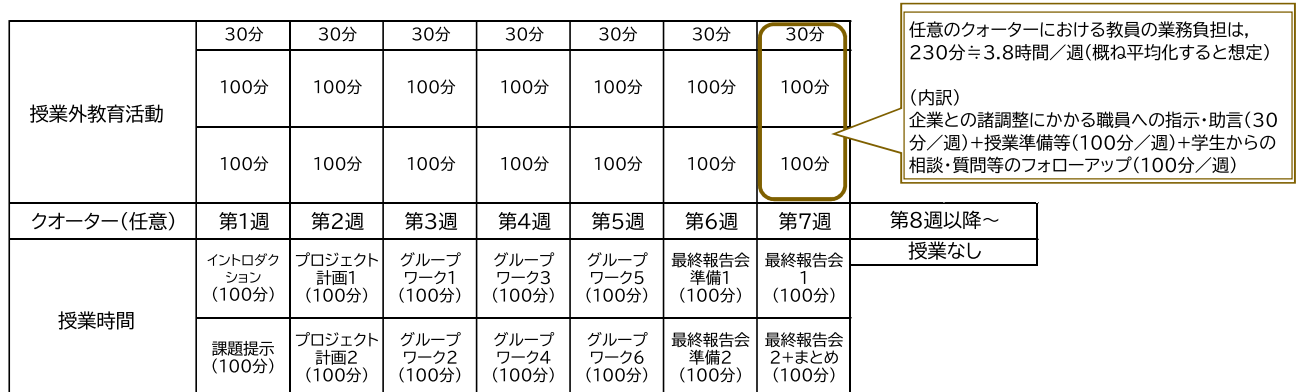 30分 30分 30分 30分 30分 30分 30分
授業外教育活動
100分 100分 100分 100分 100分 100分 100分
100分 100分 100分 100分 100分 100分 100分
任意のクォーターにおける教員の業務負担は，
230分≒3.8時間／週（概ね平均化すると想定）
（内訳）
企業との諸調整にかかる職員への指示・助言（30
分／週）＋授業準備等（100分／週）＋学生からの
相談・質問等のフォローアップ（100分／週）
クオーター（任意） 第1週 第2週 第3週 第4週 第5週 第6週 第7週 第8週以降～
授業なし
授業時間
イントロダク
ション
（100分）
プロジェクト
計画1
（100分）
グループ
ワーク1
（100分）
グループ
ワーク3
（100分）
グループ
ワーク5
（100分）
最終報告会
準備1
（100分）
最終報告会
1
（100分）
課題提示
（100分）
プロジェクト
計画2
（100分）
グループ
ワーク2
（100分）
グループ
ワーク4
（100分）
グループ
ワーク6
（100分）
最終報告会
準備2
（100分）
最終報告会
2＋まとめ
（100分）